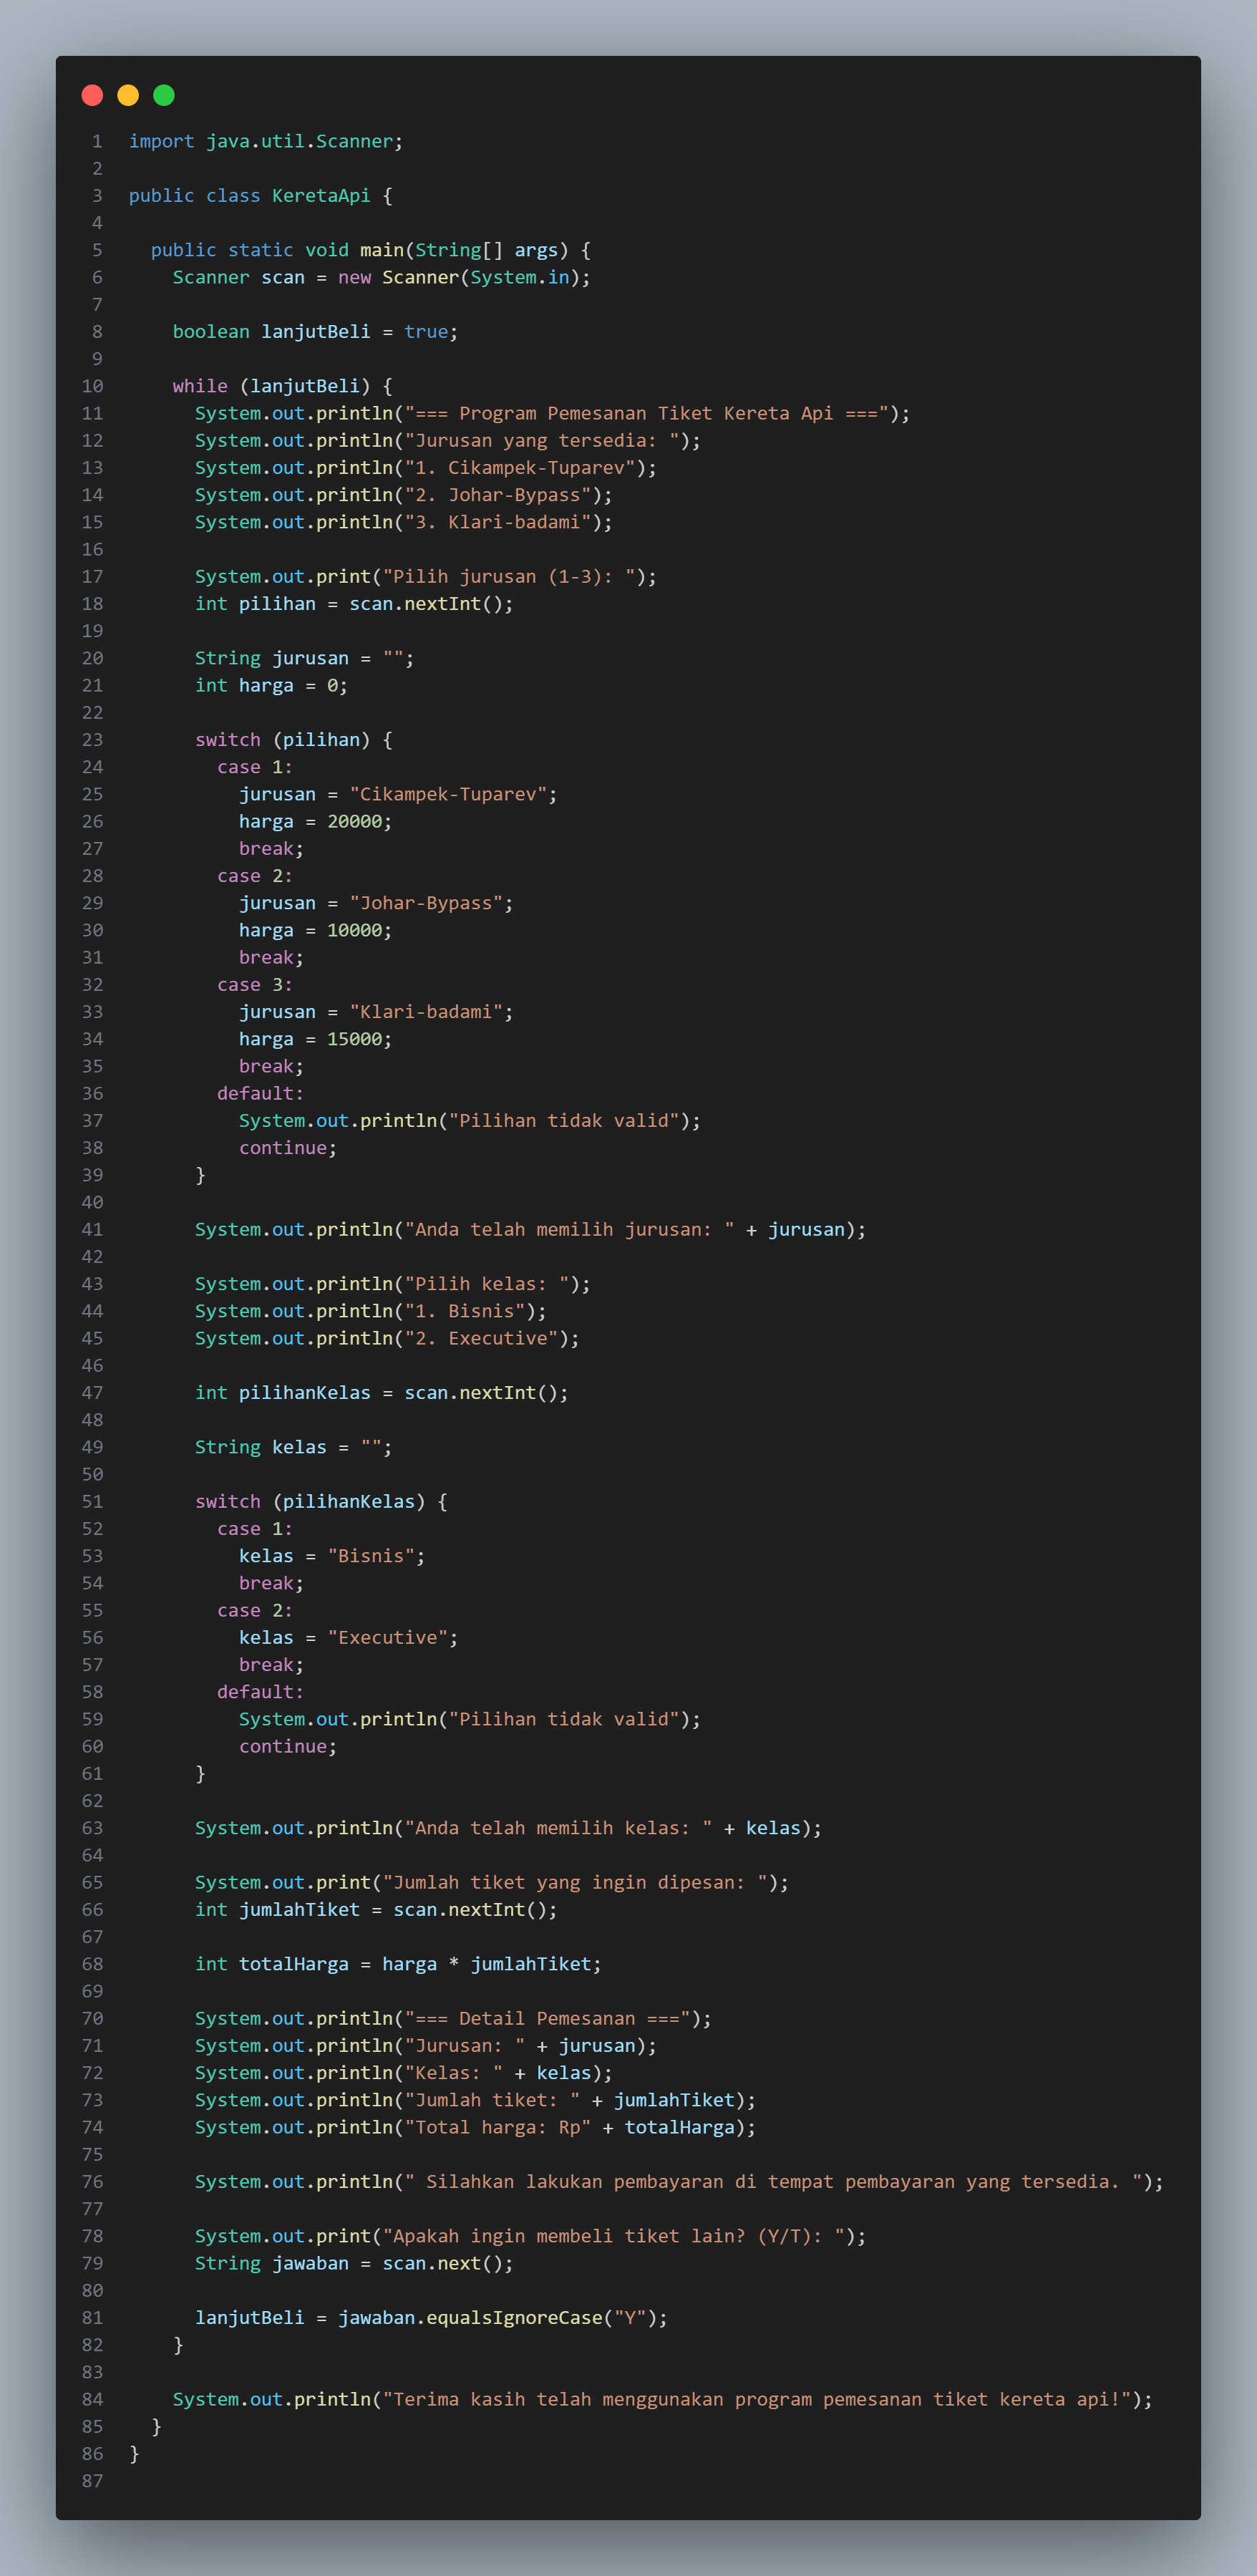 1 import java.util.Scanner;
2
3 public class KeretaApi {
4
5   public static void main(String[] args) {
6     Scanner scan = new Scanner(System.in);
7
8     boolean lanjutBeli = true;
9
10     while (lanjutBeli) {
11       System.out.println("=== Program Pemesanan Tiket Kereta Api ===");
12       System.out.println("Jurusan yang tersedia: ");
13       System.out.println("1. Cikampek-Tuparev");
14       System.out.println("2. Johar-Bypass");
15       System.out.println("3. Klari-badami");
16
17       System.out.print("Pilih jurusan (1-3): ");
18       int pilihan = scan.nextInt();
19
20       String jurusan = "";
21       int harga = 0;
22
23       switch (pilihan) {
24         case 1:
25           jurusan = "Cikampek-Tuparev";
26           harga = 20000;
27           break;
28         case 2:
29           jurusan = "Johar-Bypass";
30           harga = 10000;
31           break;
32         case 3:
33           jurusan = "Klari-badami";
34           harga = 15000;
35           break;
36         default:
37           System.out.println("Pilihan tidak valid");
38           continue;
39       }
40
41       System.out.println("Anda telah memilih jurusan: " + jurusan);
42
43       System.out.println("Pilih kelas: ");
44       System.out.println("1. Bisnis");
45       System.out.println("2. Executive");
46
47       int pilihanKelas = scan.nextInt();
48
49       String kelas = "";
50
51       switch (pilihanKelas) {
52         case 1:
53           kelas = "Bisnis";
54           break;
55         case 2:
56           kelas = "Executive";
57           break;
58         default:
59           System.out.println("Pilihan tidak valid");
60           continue;
61       }
62
63       System.out.println("Anda telah memilih kelas: " + kelas);
64
65       System.out.print("Jumlah tiket yang ingin dipesan: ");
66       int jumlahTiket = scan.nextInt();
67
68       int totalHarga = harga * jumlahTiket;
69
70       System.out.println("=== Detail Pemesanan ===");
71       System.out.println("Jurusan: " + jurusan);
72       System.out.println("Kelas: " + kelas);
73       System.out.println("Jumlah tiket: " + jumlahTiket);
74       System.out.println("Total harga: Rp" + totalHarga);
75
76       System.out.println(" Silahkan lakukan pembayaran di tempat pembayaran yang tersedia. ");
77
78       System.out.print("Apakah ingin membeli tiket lain? (Y/T): ");
79       String jawaban = scan.next();
80
81       lanjutBeli = jawaban.equalsIgnoreCase("Y");
82     }
83
84     System.out.println("Terima kasih telah menggunakan program pemesanan tiket kereta api!");
85   }
86 }
87